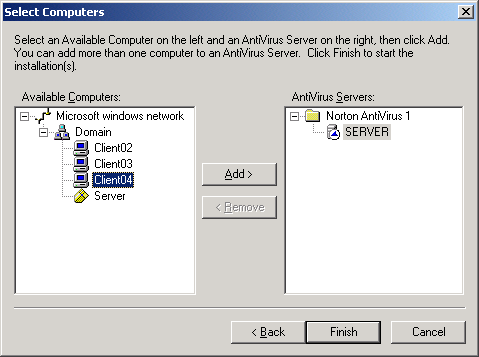 Select Computers
Select an Available Computer on the left and an AntiVirus Server on the right, then click Add.
You can add more than one computer to an AntiVirus Server.  Click Finish to start the
installation(s).
Available Computers:
Microsoft windows network
Domain
Client02
Client03
Client04
Server
Add >
< Remove
AntiVirus Servers:
Norton AntiVirus 1
SERVER
< Back
Finish
Cancel